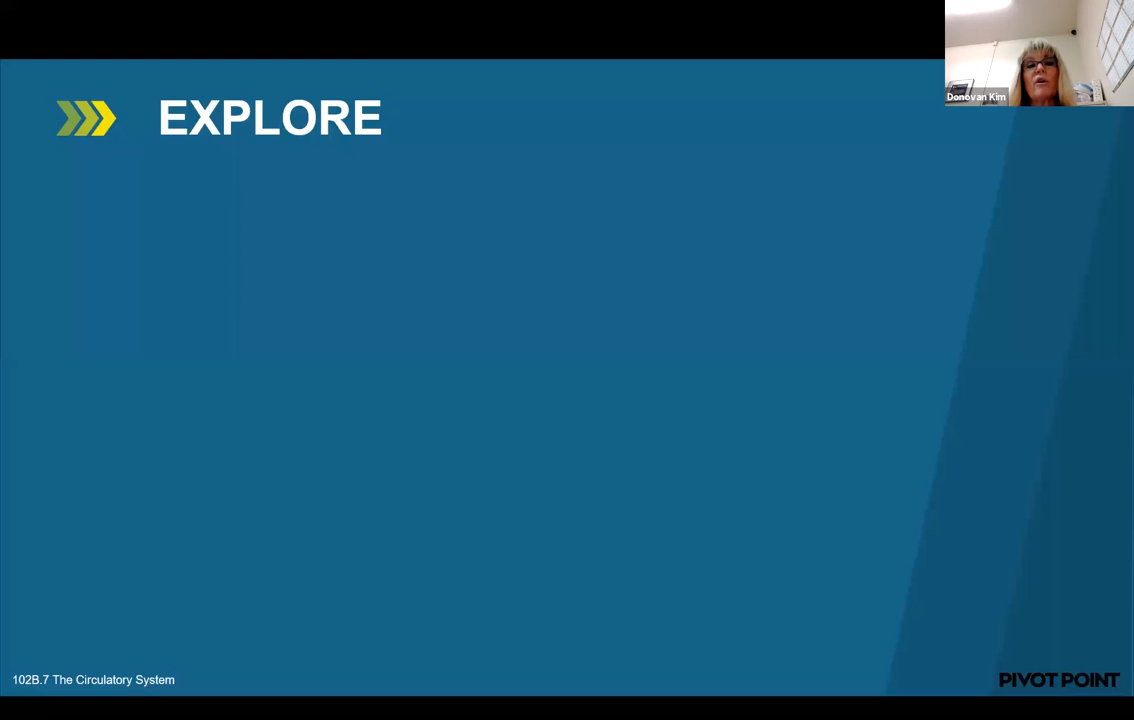 EXPLORE
Donovan Kim
102B.7 The Circulatory System
PIVOT POINT